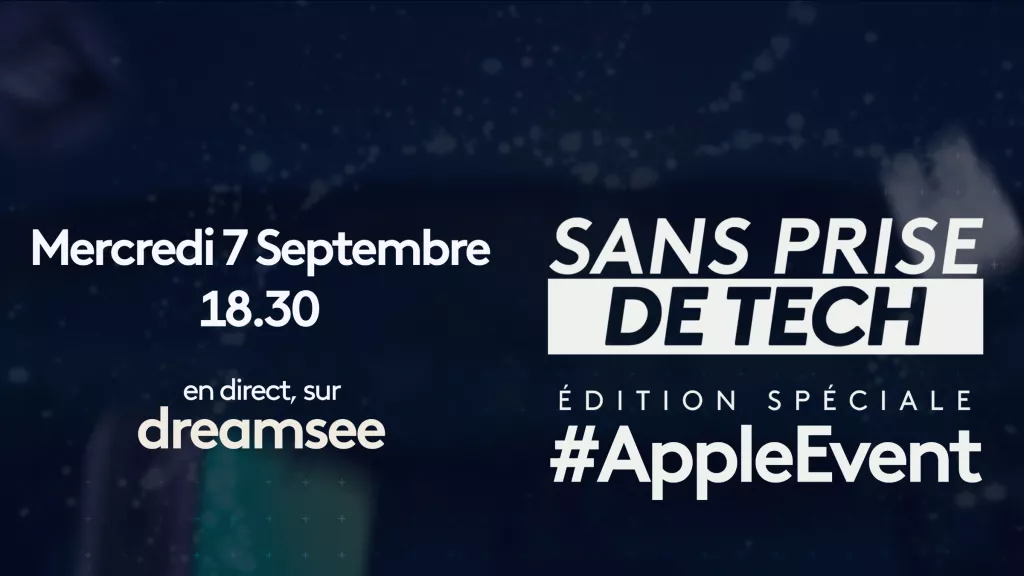 Mercredi 7 Septembre
18.30
en direct, sur
dreamsee
SANS PRISE
DE TECH
ÉDITION SPÉCIALE
#AppleEvent